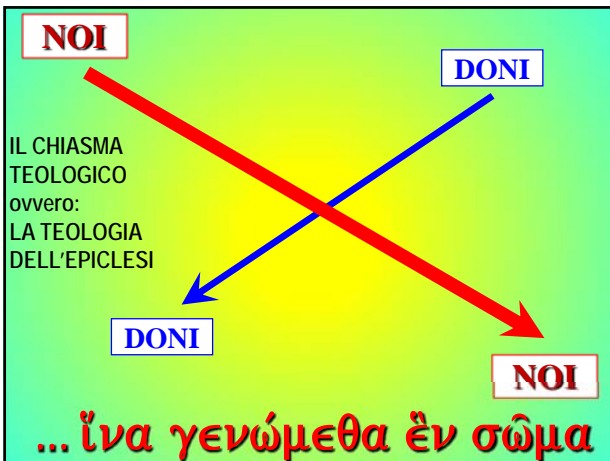 NOI
DONI
IL CHIASMA
TEOLOGICO
ovvero:
LA TEOLOGIA
DELL'EPICLESI
DONI
NOI
... ἵνα γενώμεθα ἓν σῶμα